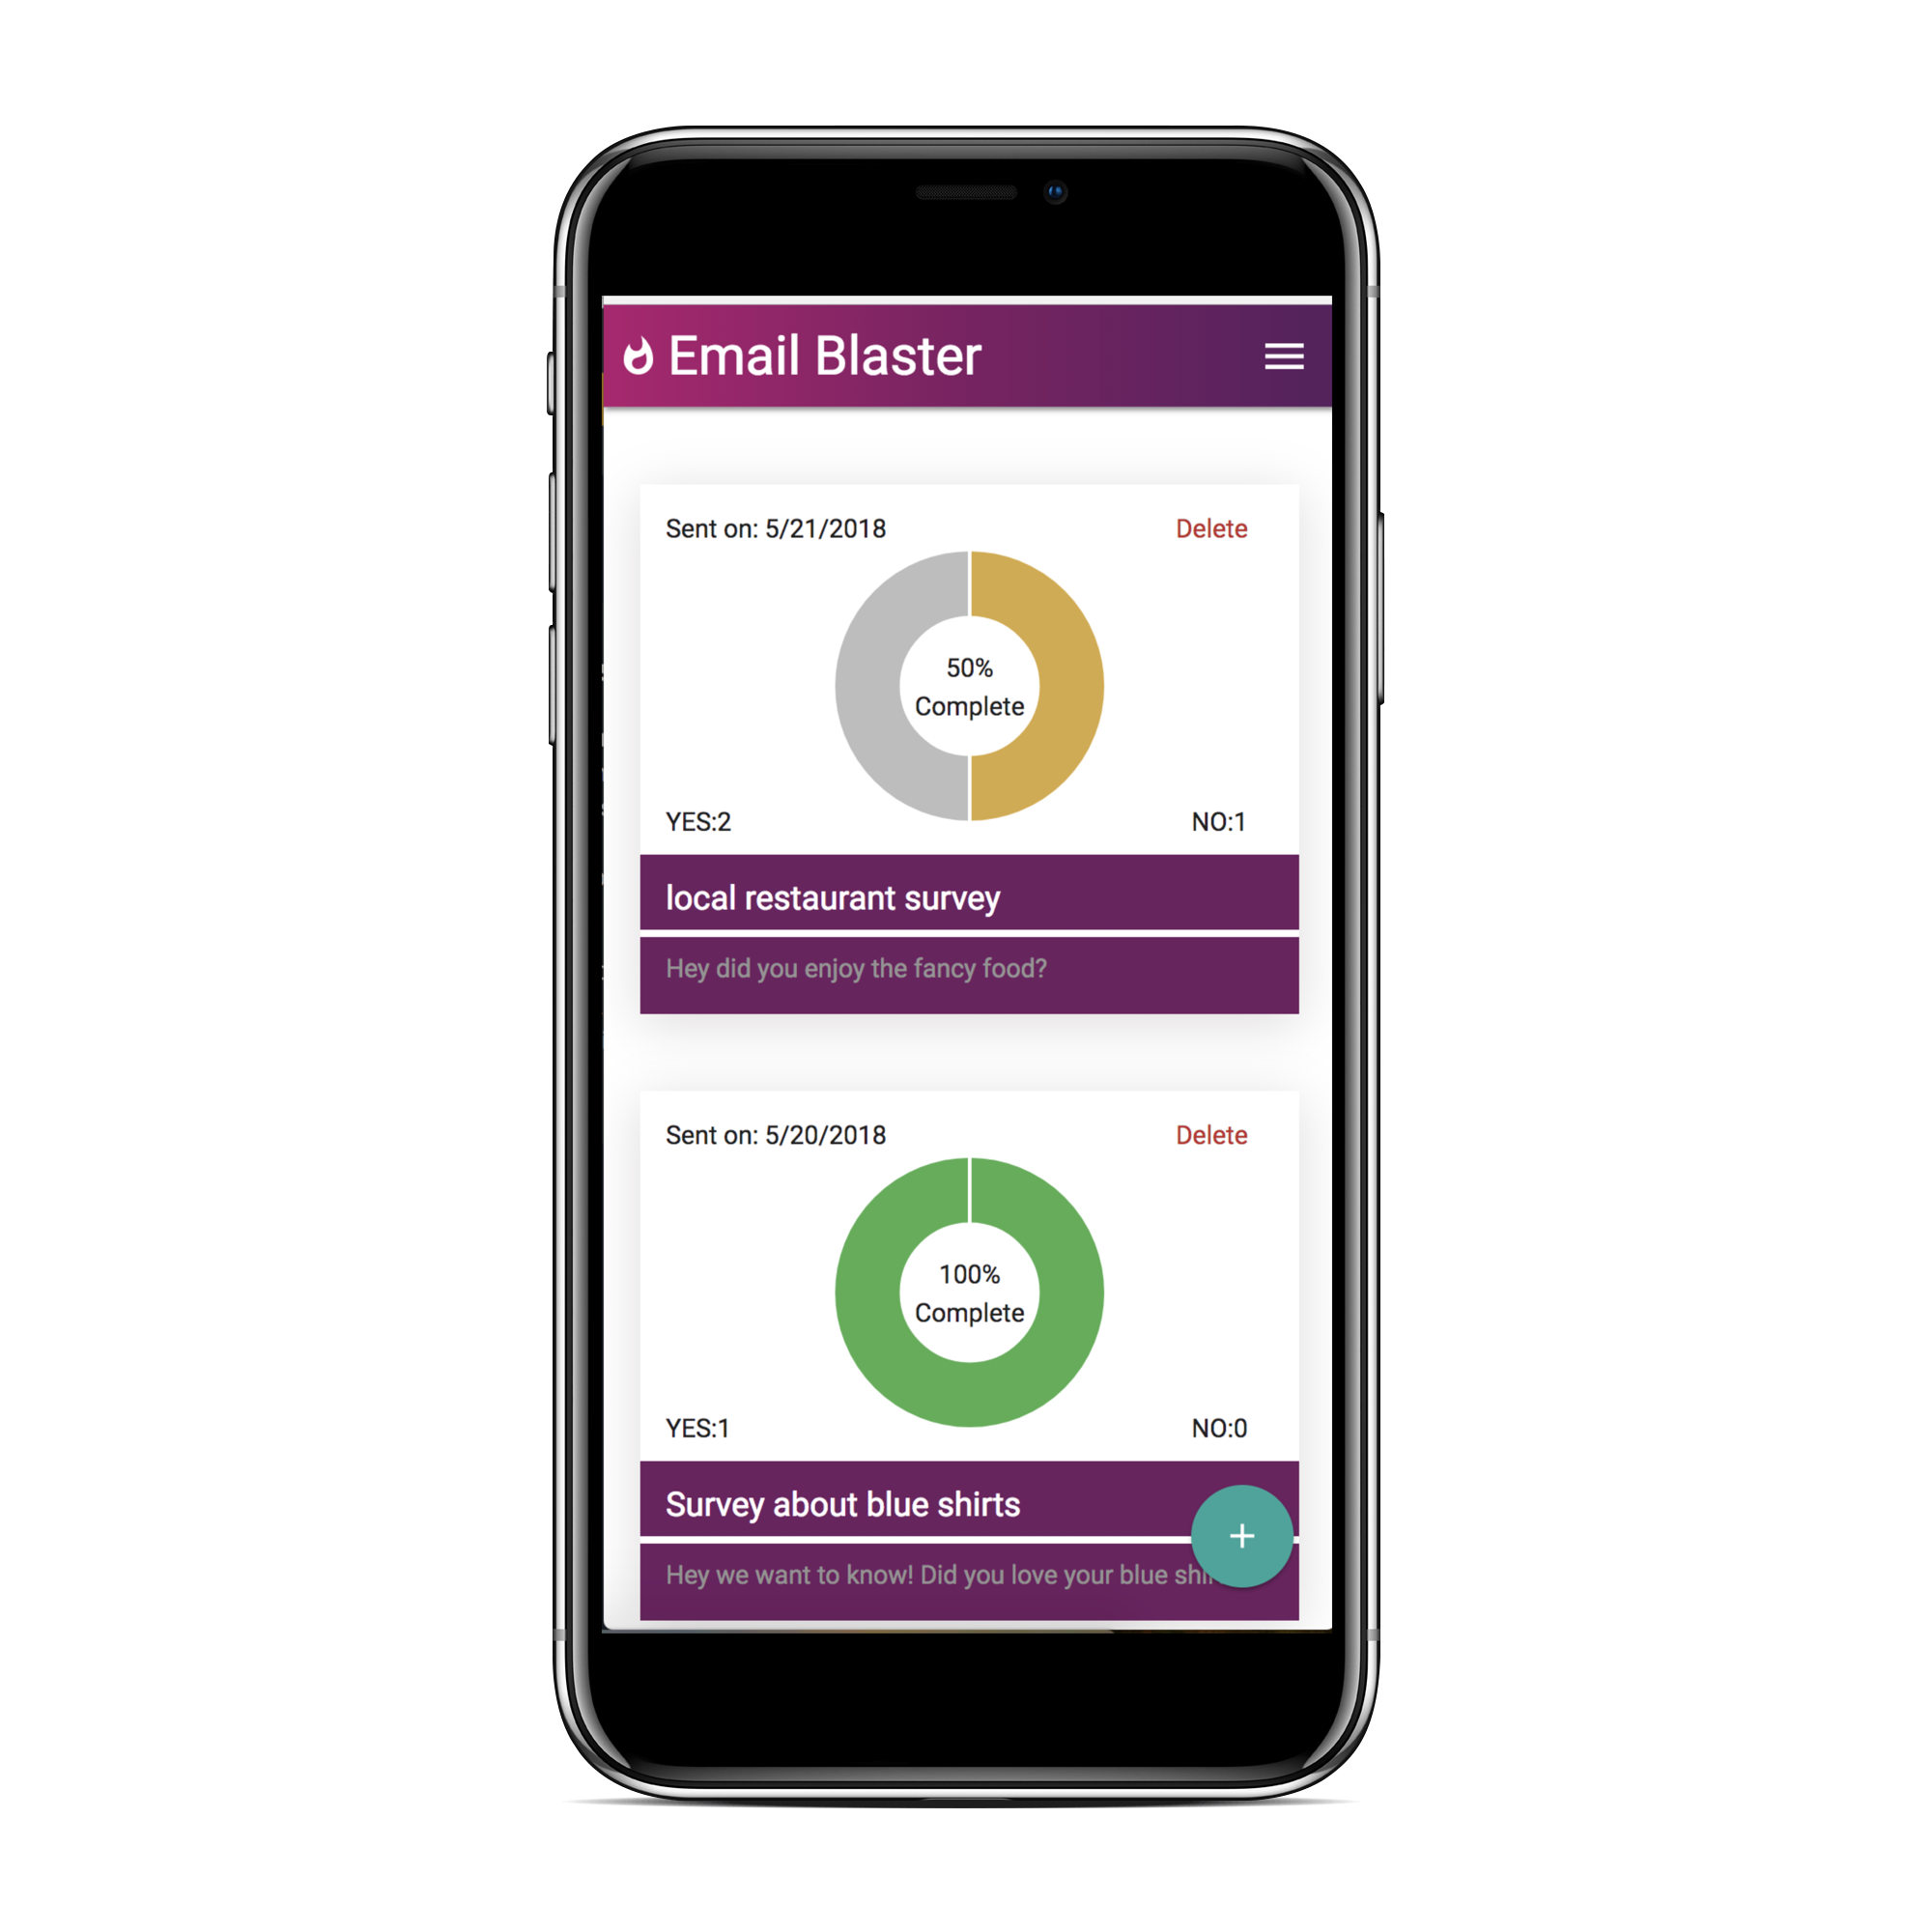 Email Blaster
Sent on: 5/21/2018 Delete
50%
Complete
YES:2 NO:1
local restaurant survey
Hey did you enjoy the fancy food?
Sent on: 5/20/2018 Delete
100%
Complete
YES:1 NO:0
Survey about blue shirts
+
Hey we want to know! Did you love your blue